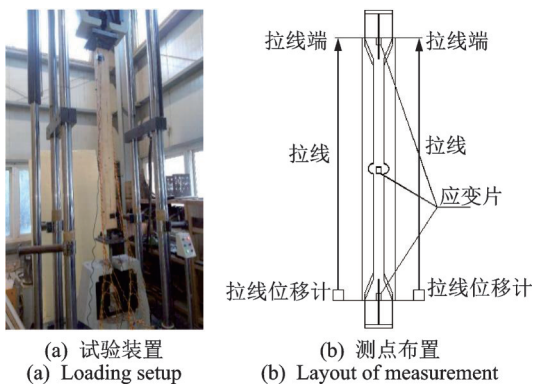 拉线端
拉线端
拉线
拉线
应变片
拉线位移计
拉线位移计
(a) 试验装置
(a) Loading setup
(b) 测点布置
(b) Layout of measurement